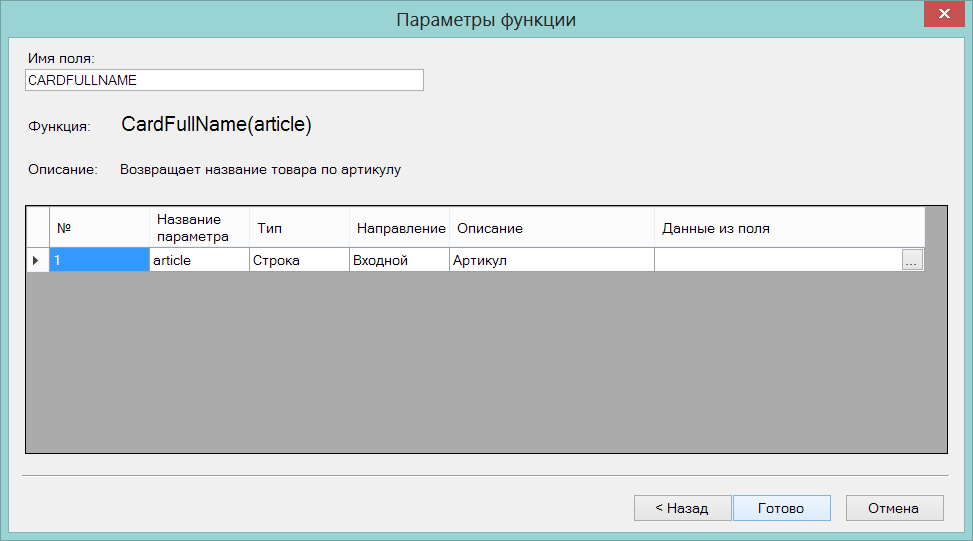 Параметры функции
Имя поля:
CARDFULLNAME
Функция: CardFullName(article)
Описание: Возвращает название товара по артикулу
№ Название параметра Тип Направление Описание Данные из поля
1 article Строка Входной Артикул ...
< Назад Готово Отмена